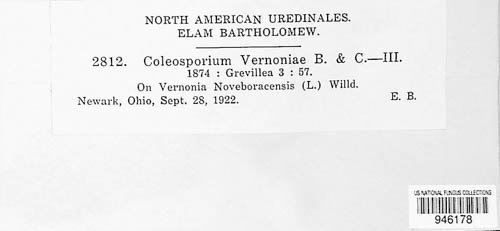 NORTH AMERICAN UREDINALES.
ELAM BARTHOLOMEW.
2812. Coleosporium Vernoniae B. & C.—III.
1874 : Grevillea 3 : 57.
On Vernonia Noveboracensis (L.) Willd.
Newark, Ohio, Sept. 28, 1922. E. B.
US NATIONAL FUNGUS COLLECTIONS
946178